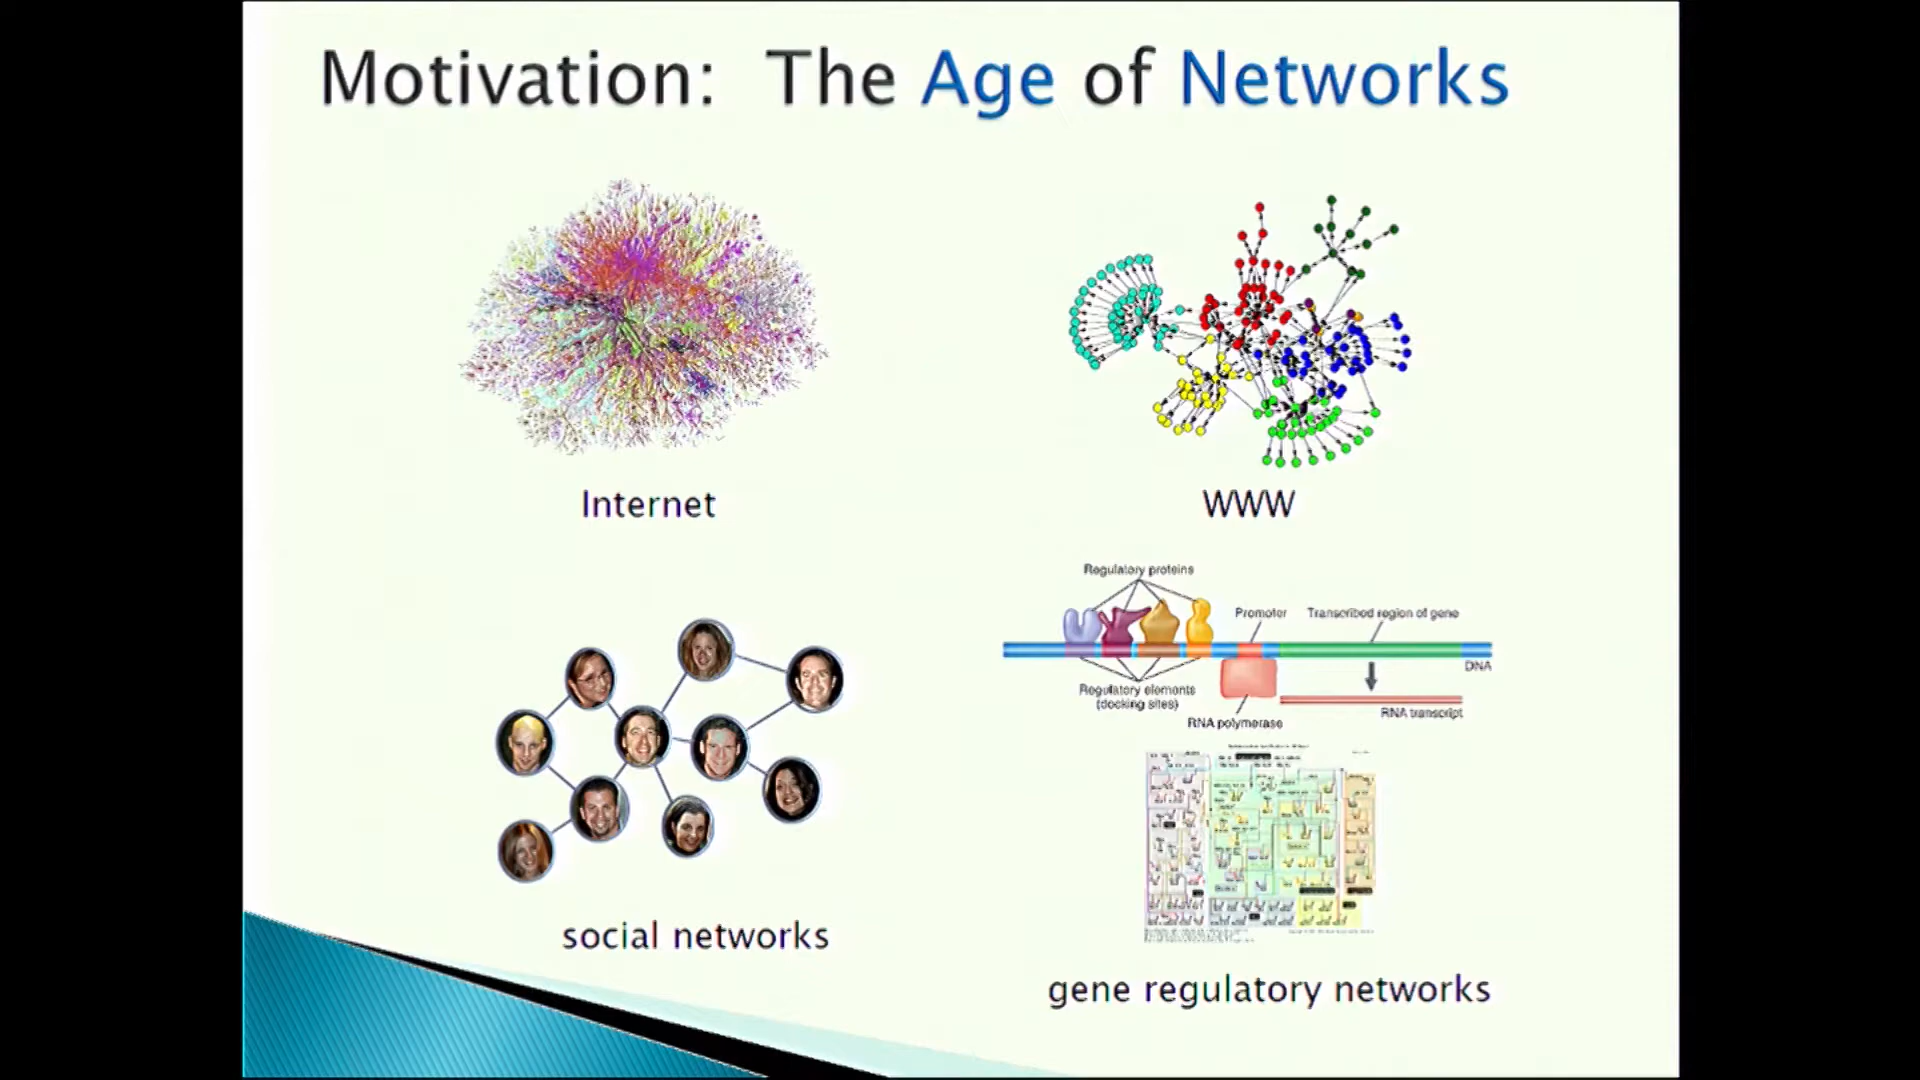 Motivation: The Age of Networks
Internet
WWW
social networks
Regulatory proteins
Promoter
Transcribed region of gene
DNA
Regulatory elements
(docking sites)
RNA polymerase
RNA transcript
gene regulatory networks